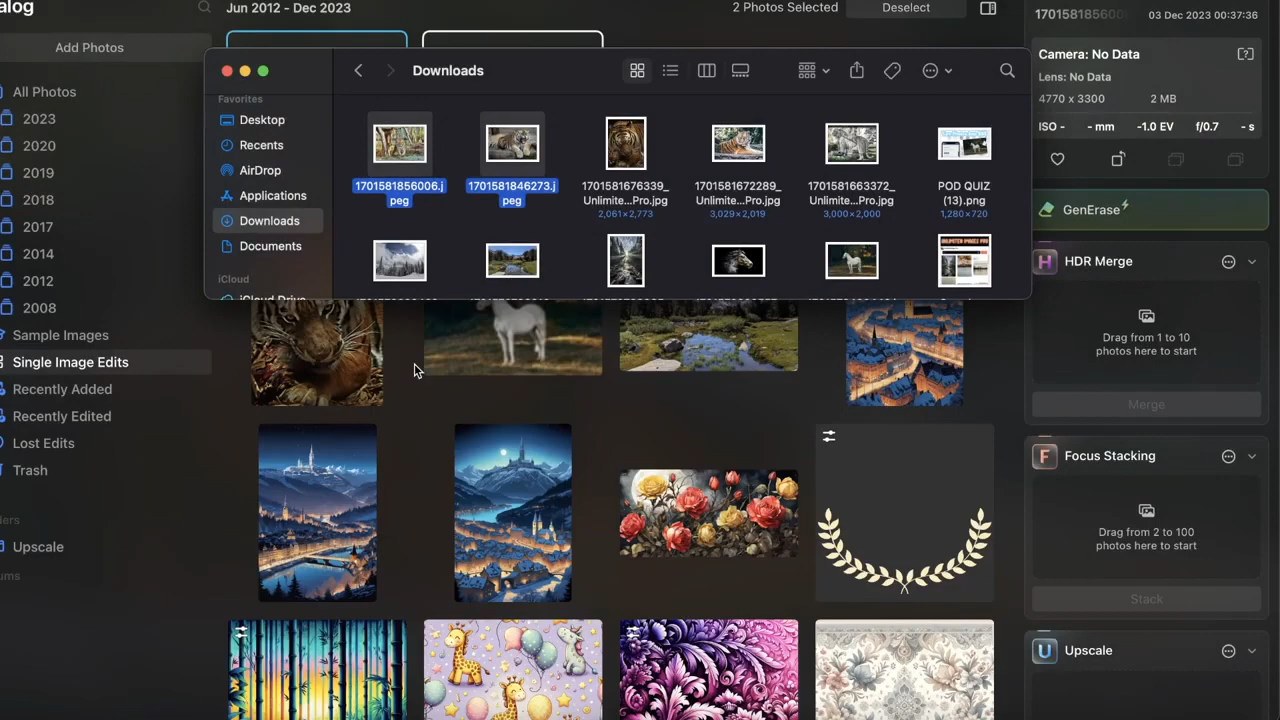 alog
Jun 2012 - Dec 2023
2 Photos Selected
Deselect
Add Photos
All Photos
2023
2020
2019
2018
2017
2014
2012
2008
Sample Images
Single Image Edits
Recently Added
Recently Edited
Lost Edits
Trash
ers
Upscale
ums
Downloads
Favorites
Desktop
Recents
AirDrop
Applications
Downloads
Documents
iCloud
iCloud Drive
1701581856006.j
peg
1701581846273.j
peg
1701581676339_
Unlimite...Pro.jpg
2,061×2,773
1701581672289_
Unlimite...Pro.jpg
3,029×2,019
1701581663372_
Unlimite...Pro.jpg
3,000×2,000
POD QUIZ
(13).png
1,280×720
1701581856006
03 Dec 2023 00:37:36
Camera: No Data
Lens: No Data
4770 x 3300
2 MB
ISO -
- mm
-1.0 EV
f/0.7
- s
GenErase
H
HDR Merge
Drag from 1 to 10
photos here to start
Merge
F
Focus Stacking
Drag from 2 to 100
photos here to start
Stack
U
Upscale